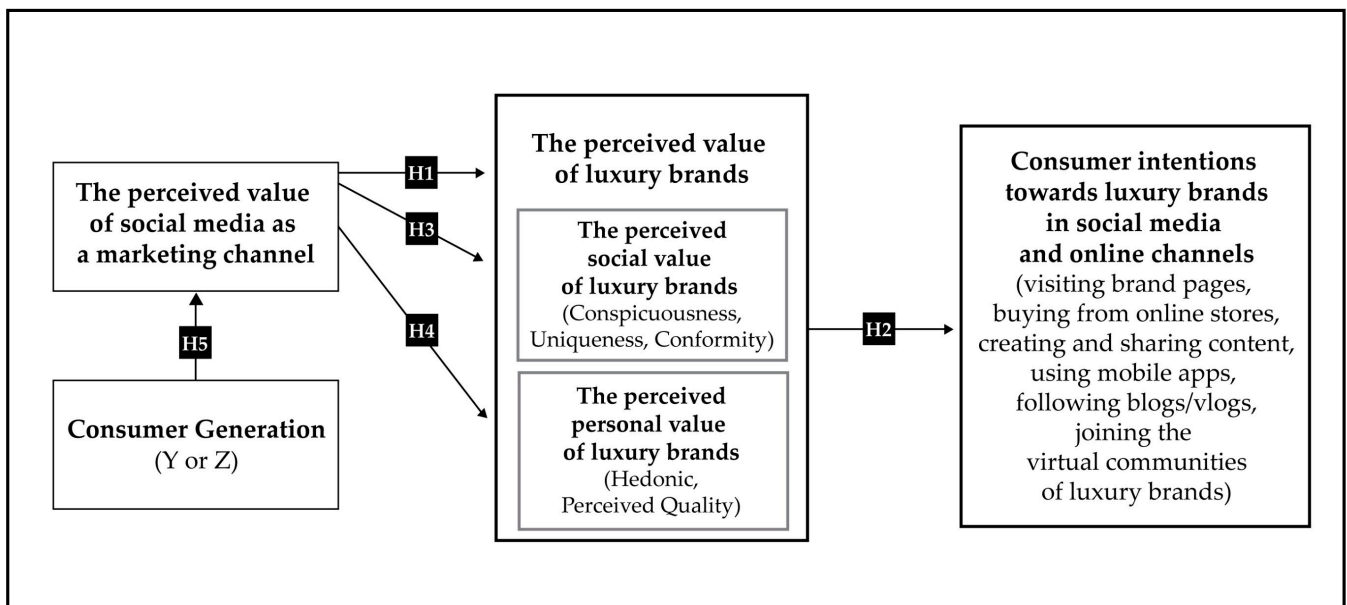 The perceived value
of social media as
a marketing channel
H5
Consumer Generation
(Y or Z)
H1
H3
H4
The perceived value
of luxury brands
The perceived
social value
of luxury brands
(Conspicuousness,
Uniqueness, Conformity)
The perceived
personal value
of luxury brands
(Hedonic,
Perceived Quality)
H2
Consumer intentions
towards luxury brands
in social media
and online channels
(visiting brand pages,
buying from online stores,
creating and sharing content,
using mobile apps,
following blogs/vlogs,
joining the
virtual communities
of luxury brands)